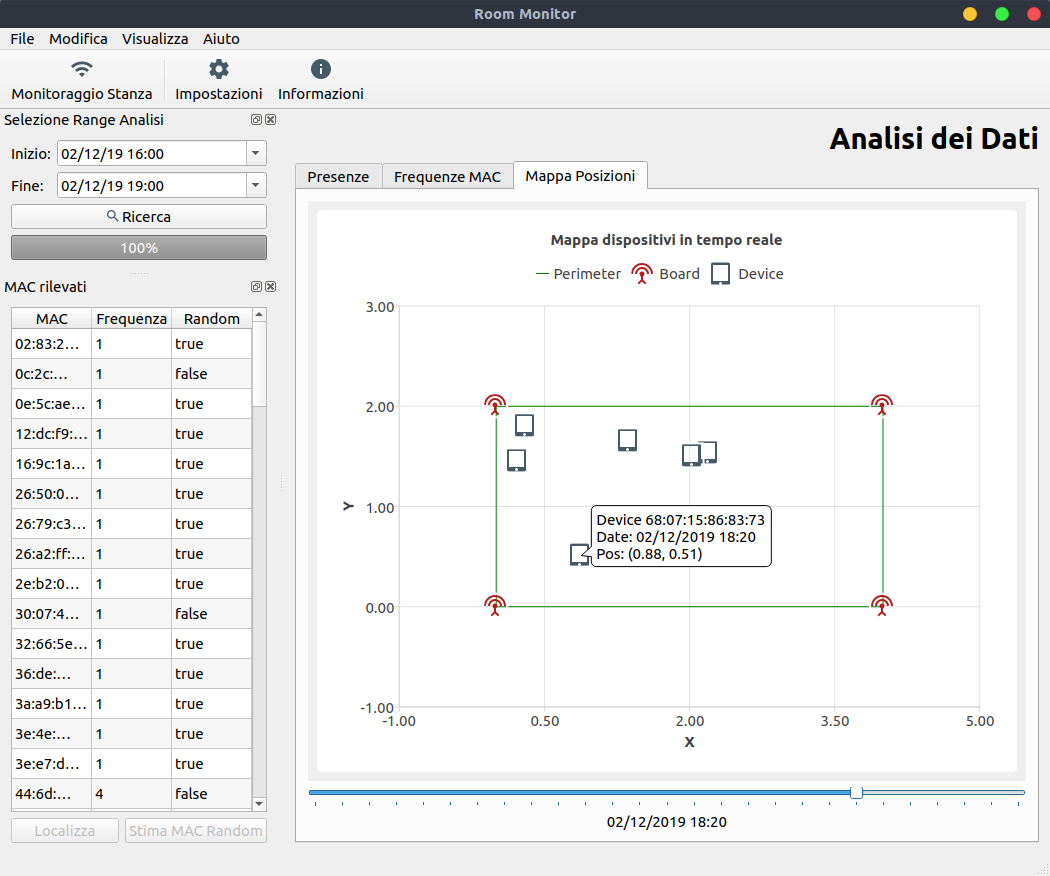 Room Monitor
File Modifica Visualizza Aiuto
Monitoraggio Stanza Impostazioni Informazioni
Selezione Range Analisi
Inizio: 02/12/19 16:00
Fine: 02/12/19 19:00
Ricerca
100%
MAC rilevati
MAC Frequenza Random
02:83:2... 1 true
0c:2c:... 1 false
0e:5c:ae... 1 true
12:dc:f9:... 1 true
16:9c:1a... 1 true
26:50:0... 1 true
26:79:c3... 1 true
26:a2:ff:... 1 true
2e:b2:0... 1 true
30:07:4... 1 false
32:66:5e... 1 true
36:de:... 1 true
3a:a9:b1... 1 true
3e:4e:... 1 true
3e:e7:d... 1 true
44:6d:... 4 false
Localizza Stima MAC Random
Analisi dei Dati
Presenze Frequenze MAC Mappa Posizioni
Mappa dispositivi in tempo reale
Perimeter Board Device
3.00
2.00
1.00
0.00
-1.00
Y
Device 68:07:15:86:83:73
Date: 02/12/2019 18:20
Pos: (0.88, 0.51)
-1.00 0.50 2.00 3.50 5.00
X
02/12/2019 18:20